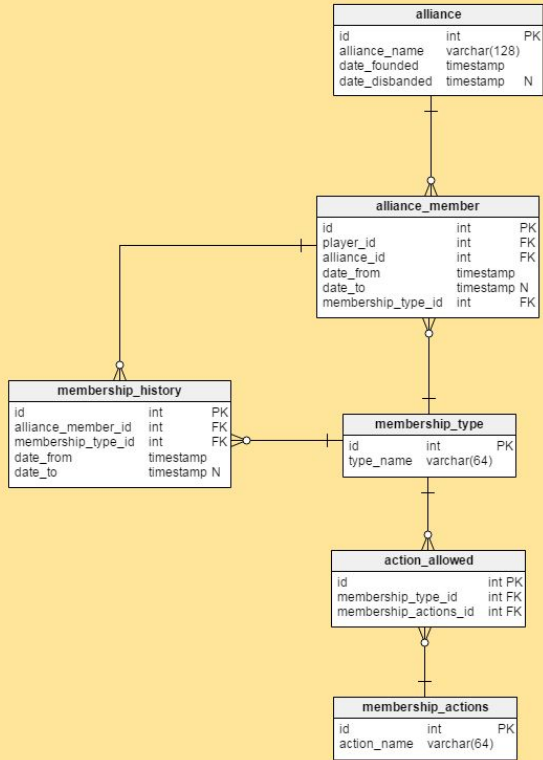 alliance
id int PK
alliance_name varchar(128)
date_founded timestamp
date_disbanded timestamp N
alliance_member
id int PK
player_id int FK
alliance_id int FK
date_from timestamp
date_to timestamp N
membership_type_id int FK
membership_history
id int PK
alliance_member_id int FK
membership_type_id int FK
date_from timestamp
date_to timestamp N
membership_type
id int PK
type_name varchar(64)
action_allowed
id int PK
membership_type_id int FK
membership_actions_id int FK
membership_actions
id int PK
action_name varchar(64)